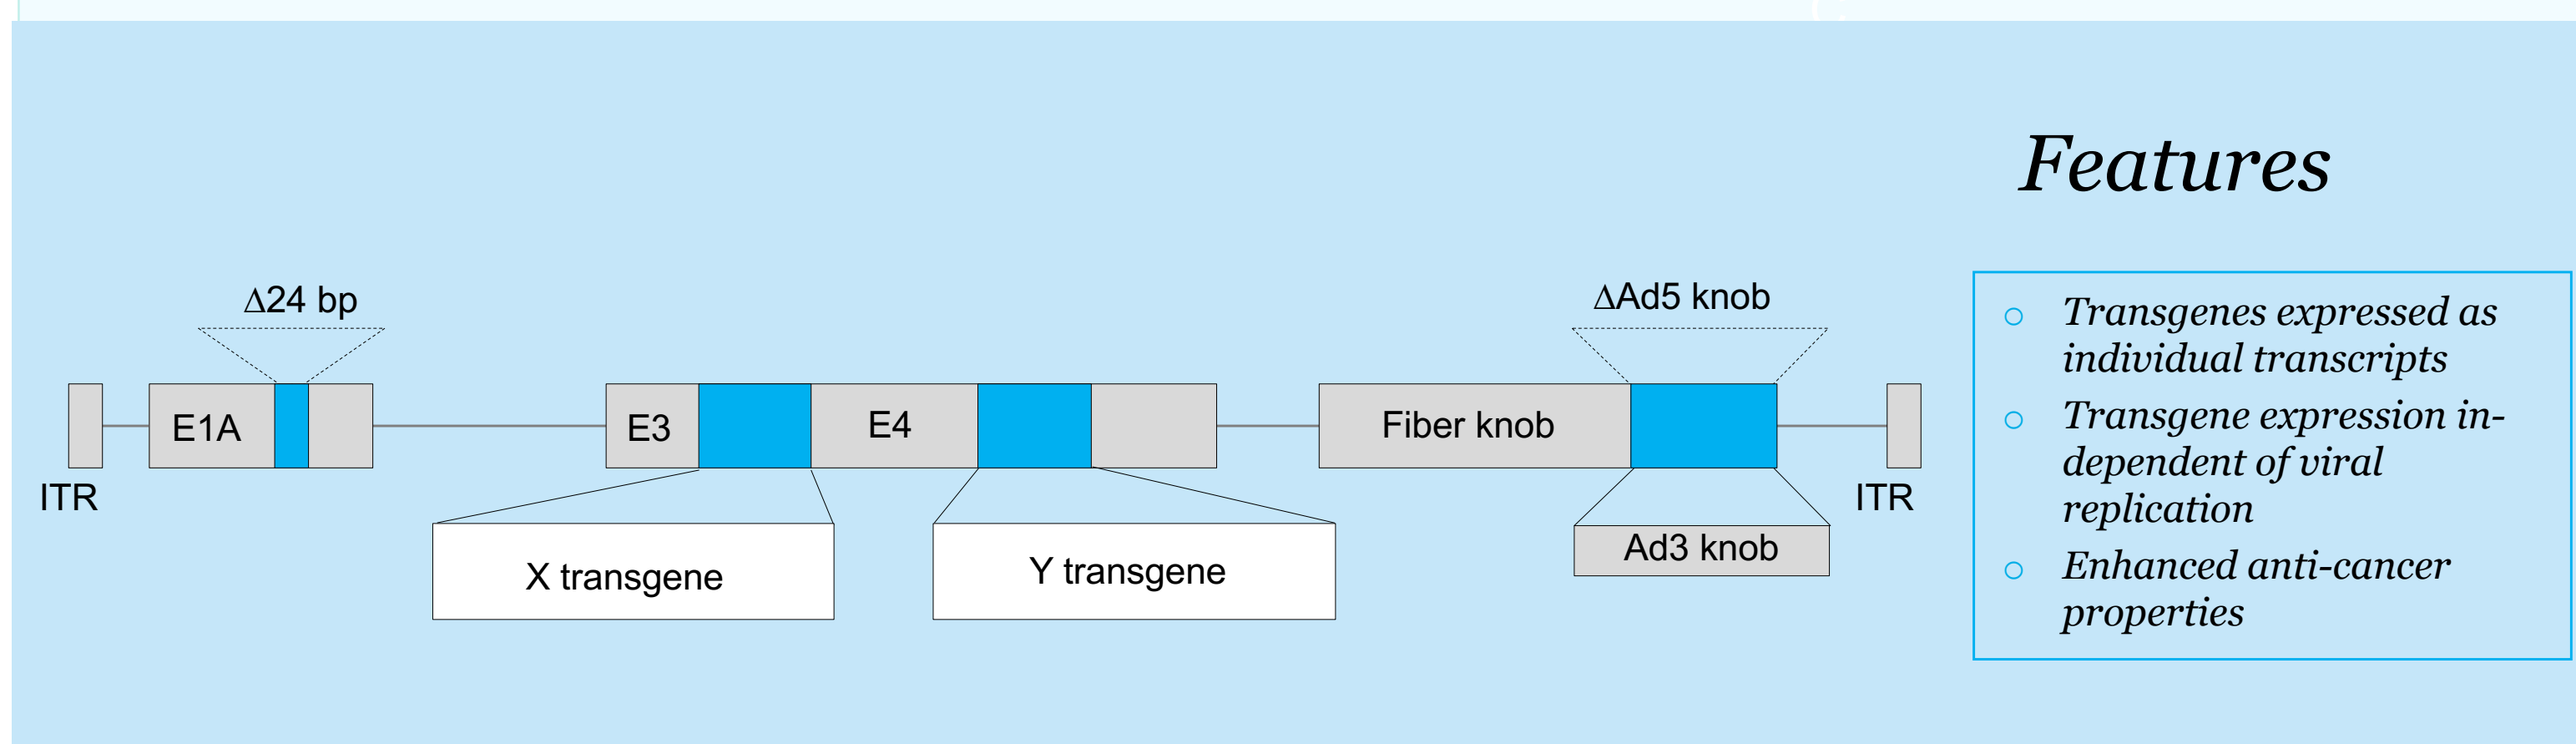 Features
Δ24 bp
ΔAd5 knob
E1A
E3
E4
Fiber knob
ITR
ITR
X transgene
Y transgene
Ad3 knob
Transgenes expressed as
individual transcripts
Transgene expression in-
dependent of viral
replication
Enhanced anti-cancer
properties